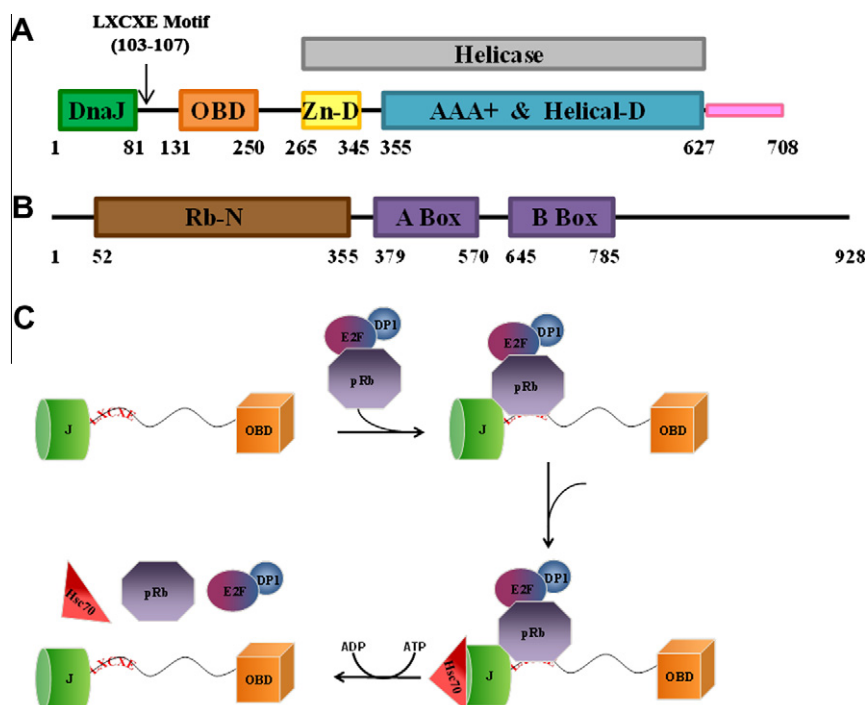 A
LXCXE Motif
(103-107)
Helicase
DnaJ OBD Zn-D AAA+ & Helical-D
1 81 131 250 265 345 355 627 708
B
Rb-N A Box B Box
1 52 355 379 570 645 785 928
C
E2F DP1
pRb
J LXCXE OBD
E2F DP1
pRb
J OBD
Hsc70 pRb E2F DP1
J LXCXE OBD
ADP ATP
E2F DP1
pRb
Hsc70 J OBD